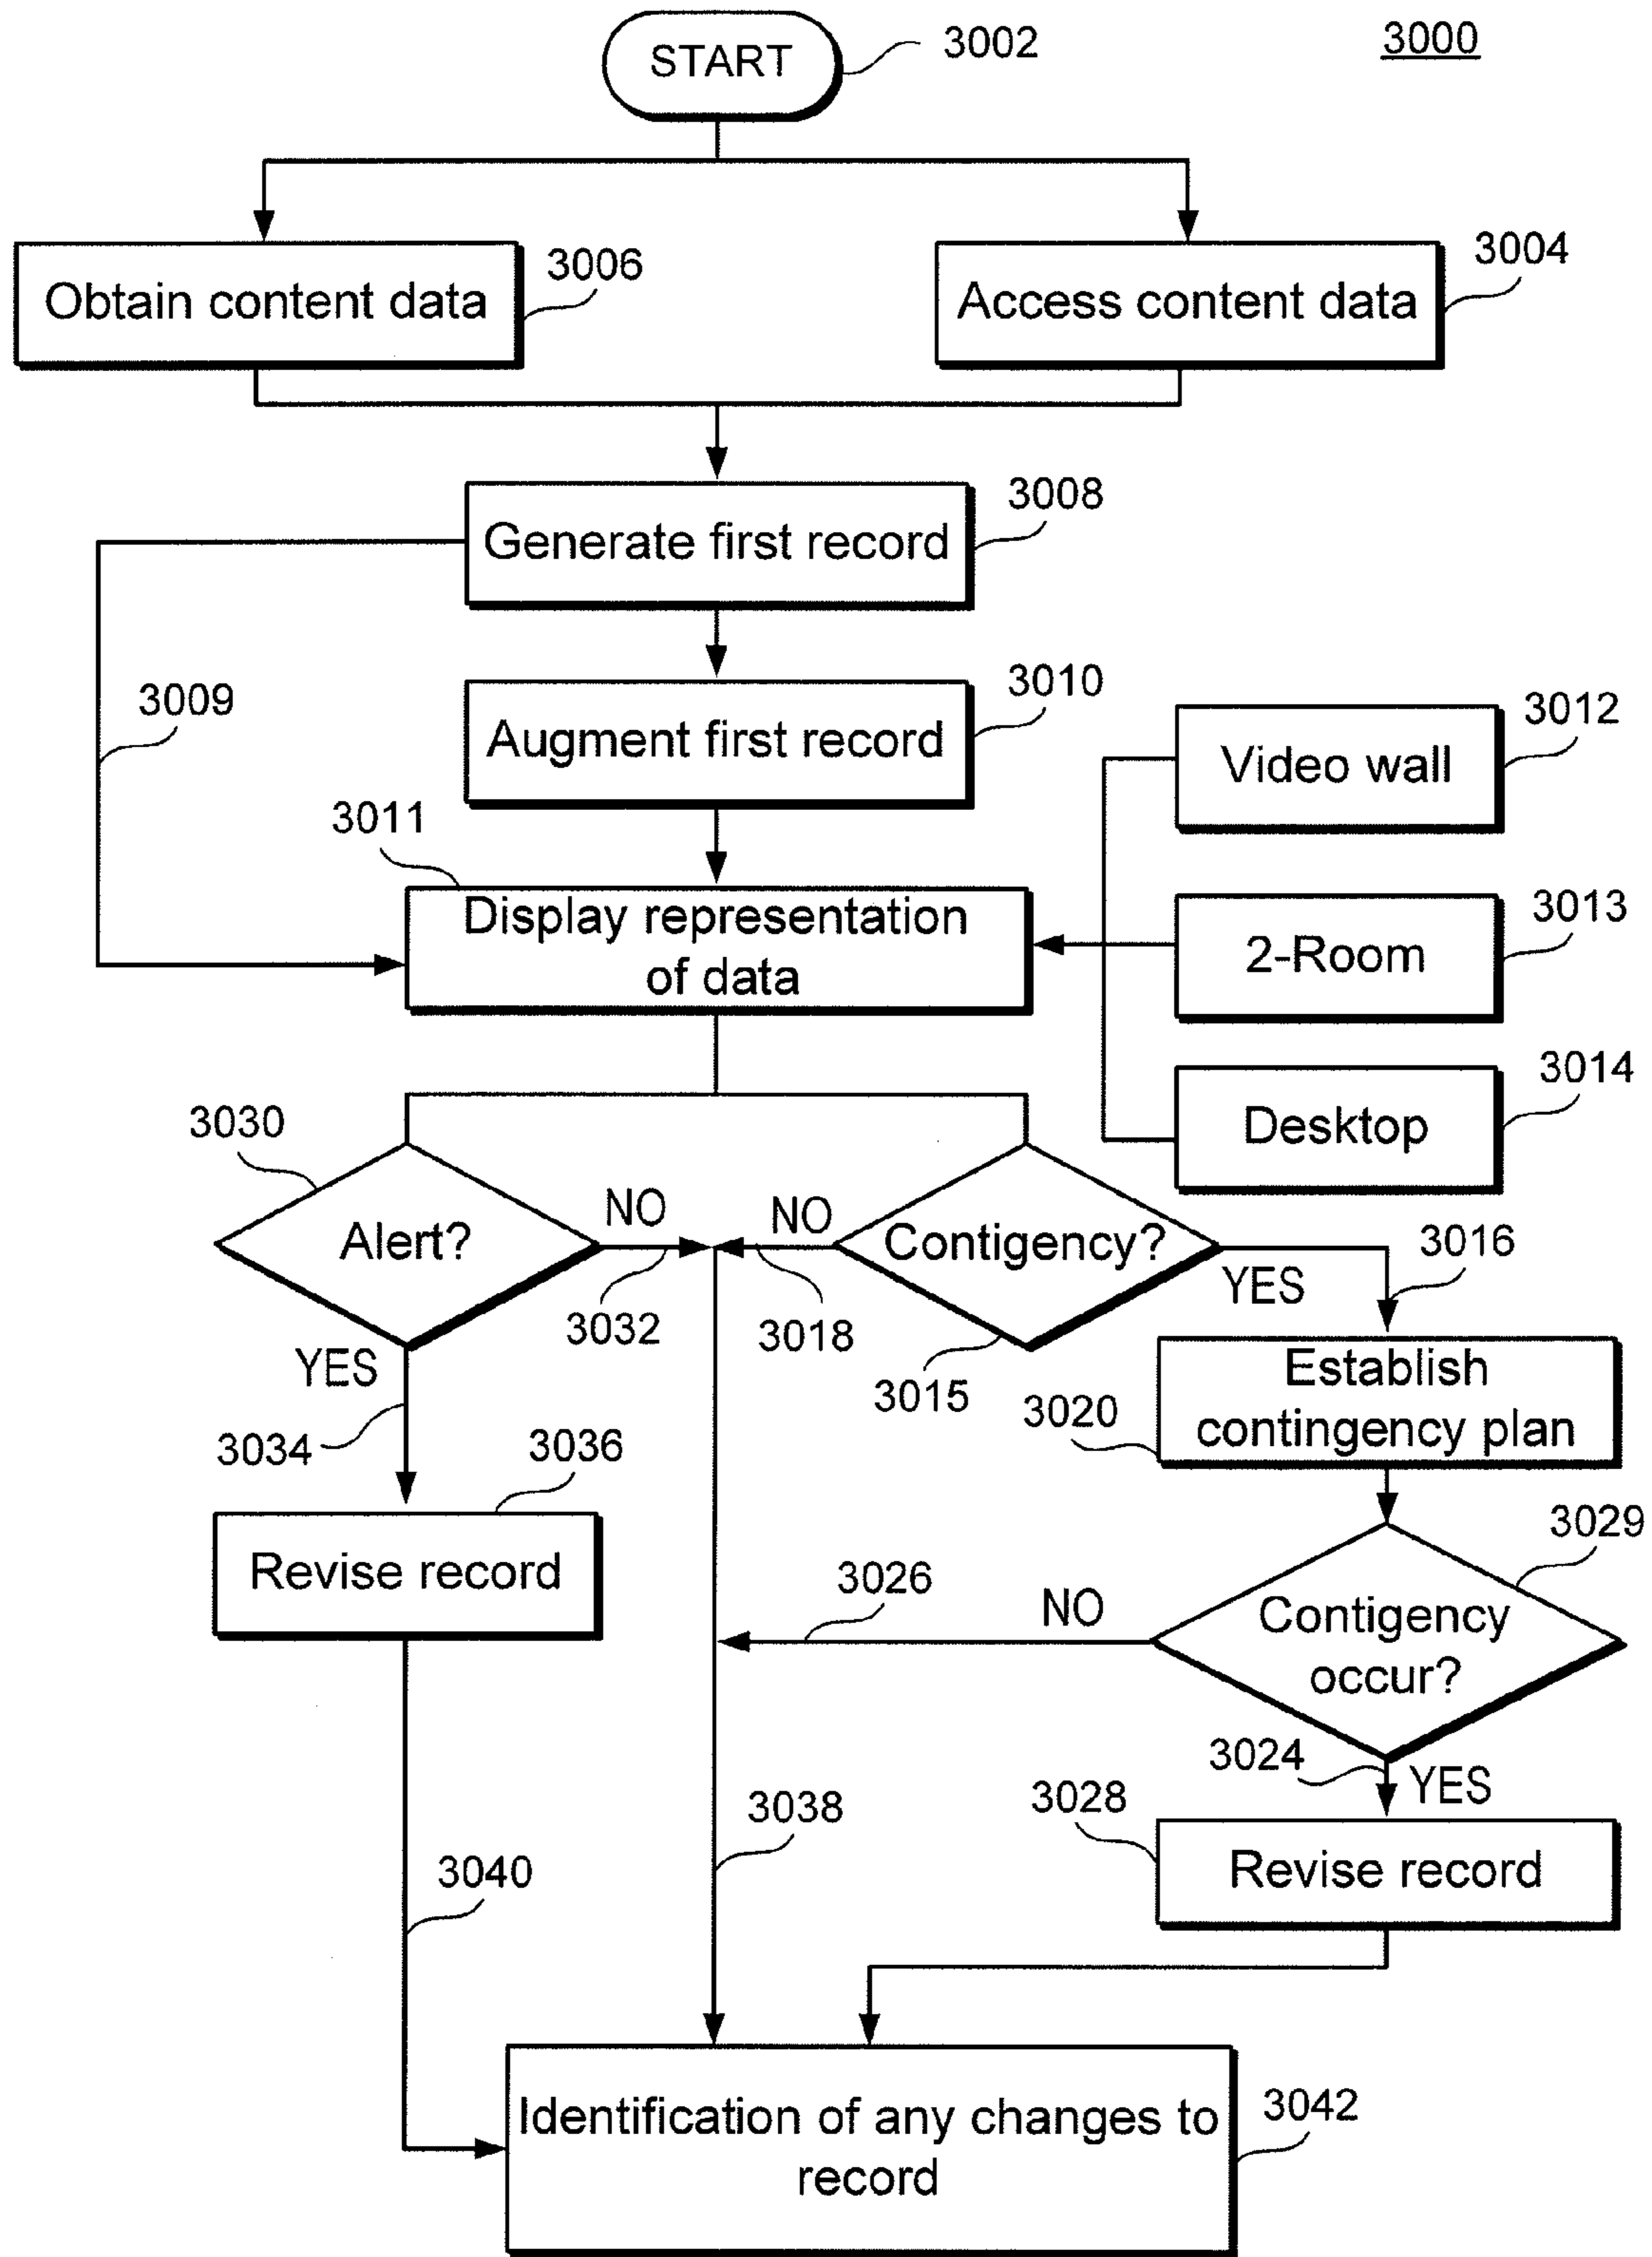 START
3002
3000
3006
3004
Obtain content data
Access content data
3008
Generate first record
3009
3010
Augment first record
3012
Video wall
3011
Display representation
of data
3013
2-Room
3014
Desktop
3030
Alert?
NO
3032
NO
3018
Contigency?
3015
YES
3016
YES
3034
Establish
contingency plan
3020
3036
Revise record
3029
Contigency
occur?
NO
3026
3024
YES
3028
Revise record
3038
3040
Identification of any changes to
record
3042